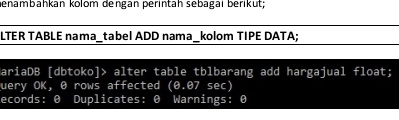 menambahkan kolom dengan perintah sebagai berikut;
LTER TABLE nama_tabel ADD nama_kolom TIPE DATA;
ariaDB [dbtoko]> alter table tblbarang add hargajual float;
uery OK, 0 rows affected (0.07 sec)
ecords: 0 Duplicates: 0 Warnings: 0